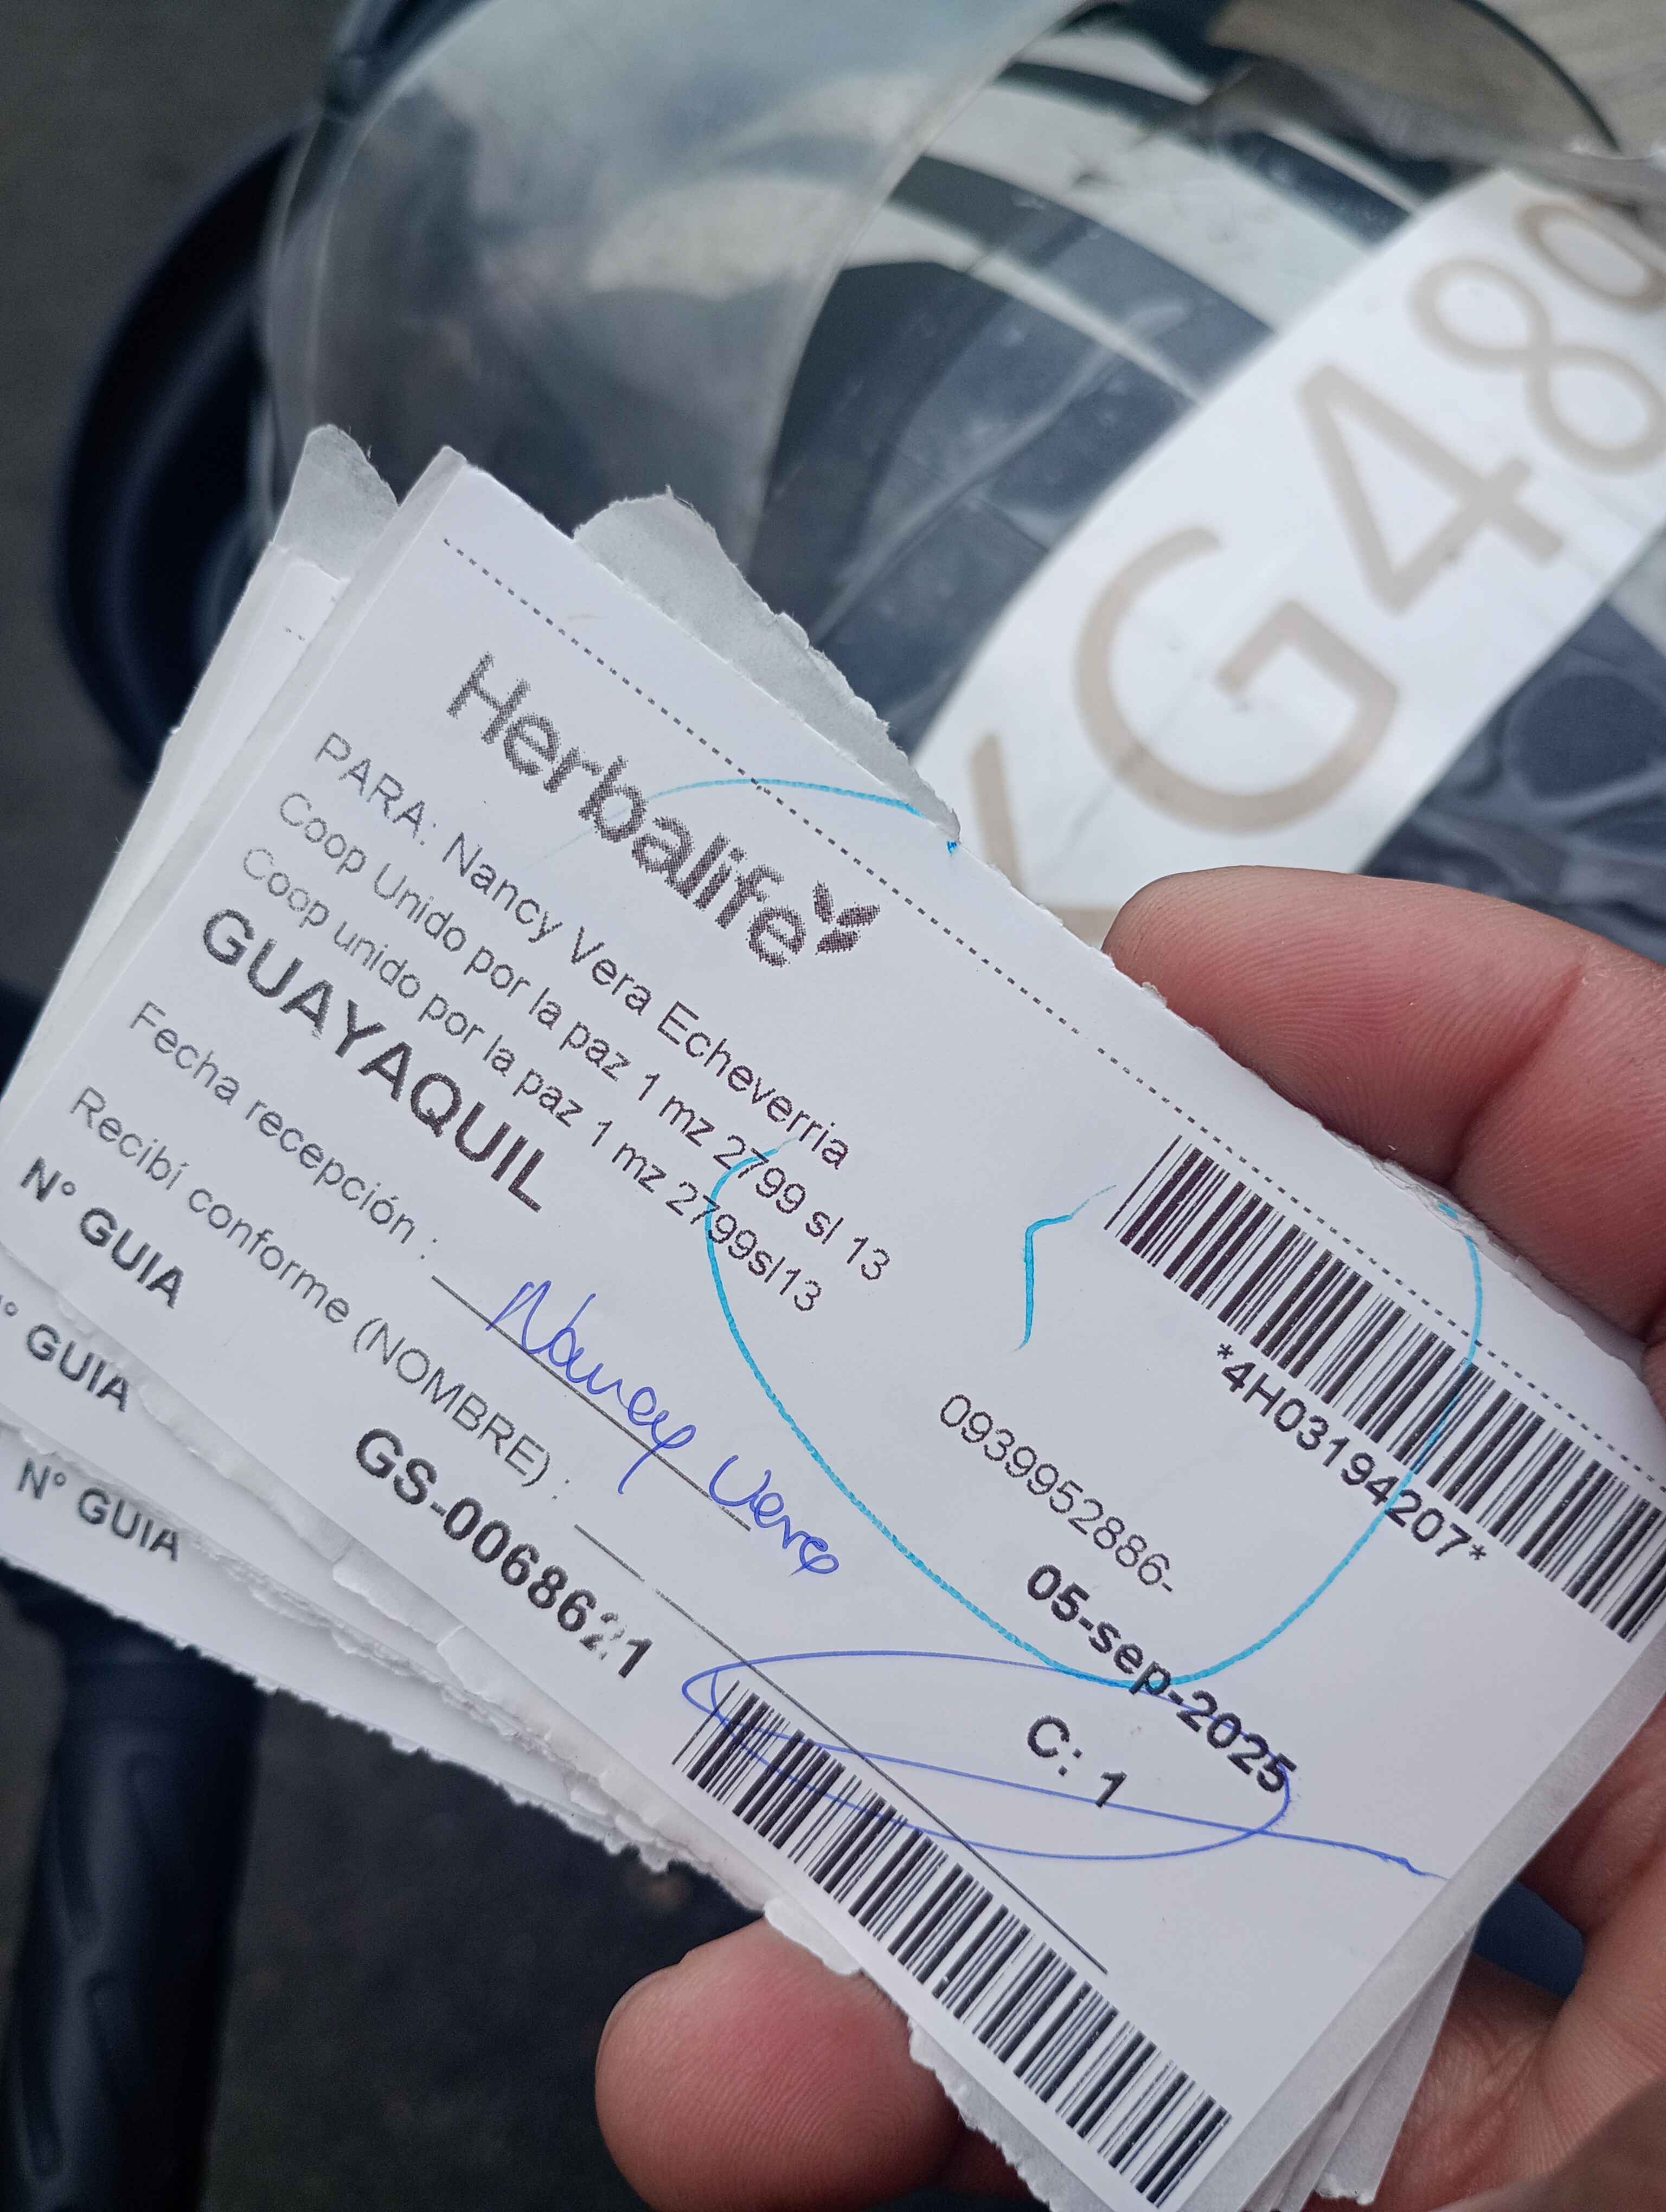 KG489
Herbalife
PARA: Nancy Vera Echeverria
Coop Unido por la paz 1 mz 2799 sl 13
Coop unido por la paz 1 mz 2799sl13
GUAYAQUIL
*4H03194207*
0939952886-
05-sep-2025
C: 1
Fecha recepción :
Nancy Vera
Recibí conforme (NOMBRE) :
N° GUIA
GS-0068621
N° GUIA
N° GUIA